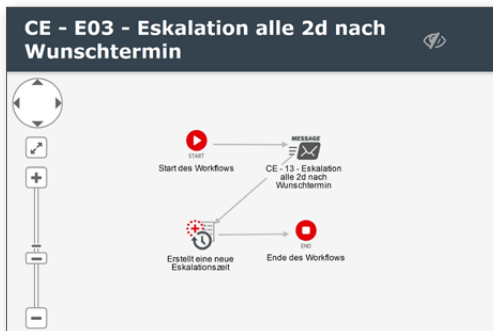 CE - E03 - Eskalation alle 2d nach
Wunschtermin
START
Start des Workflows
MESSAGE
CE - 13 - Eskalation
alle 2d nach
Wunschtermin
Erstellt eine neue
Eskalationszeit
END
Ende des Workflows